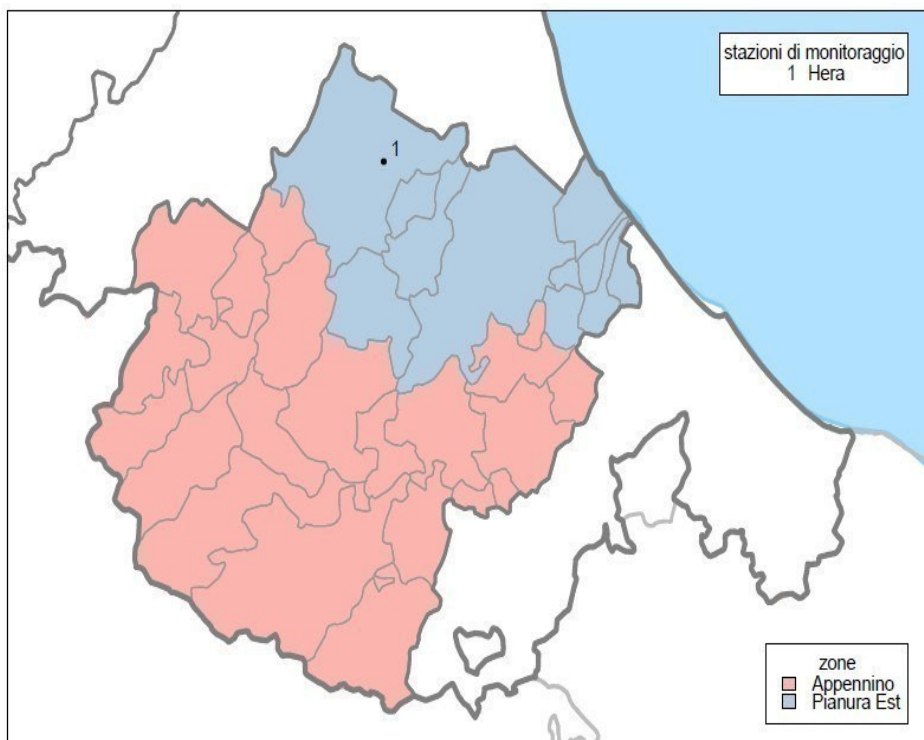 stazioni di monitoraggio
1 Hera
1
zone
Appennino
Pianura Est